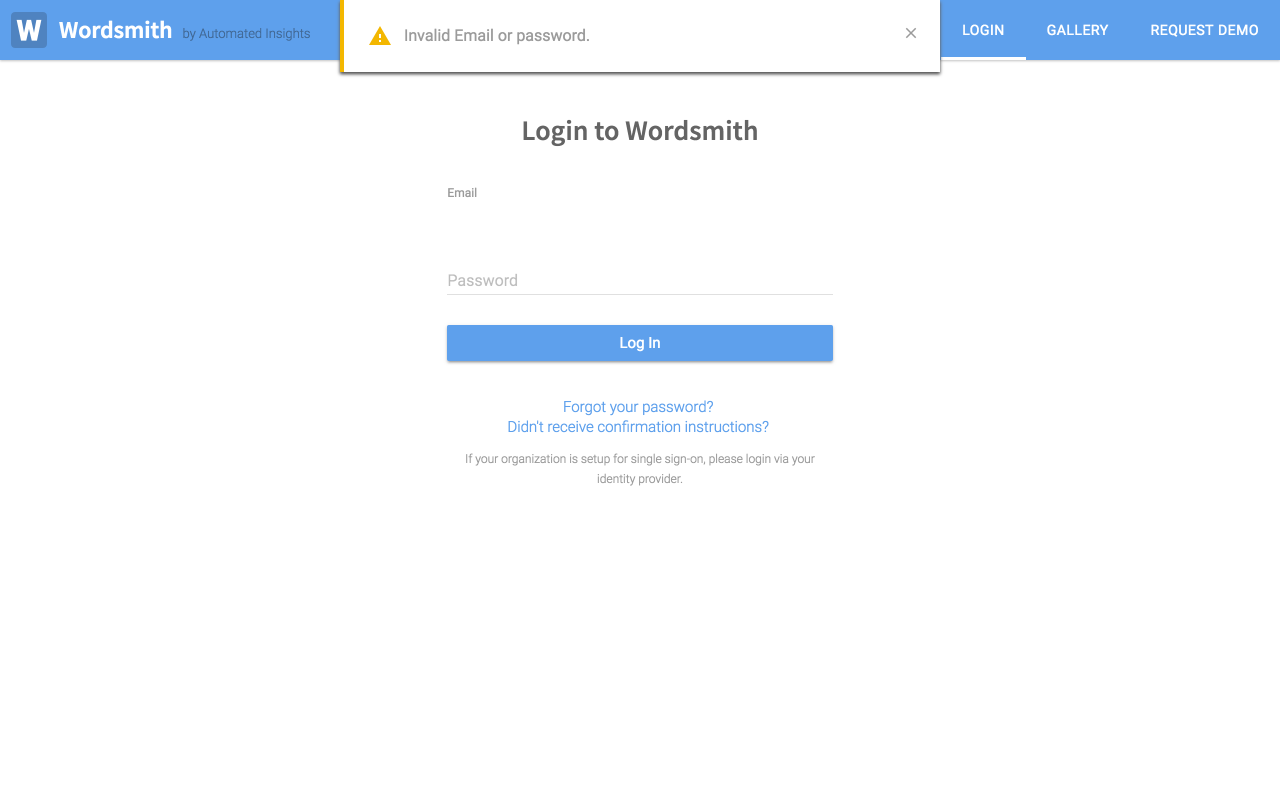 W Wordsmith by Automated Insights
Invalid Email or password.
LOGIN GALLERY REQUEST DEMO
Login to Wordsmith
Email
Password
Log In
Forgot your password?
Didn't receive confirmation instructions?
If your organization is setup for single sign-on, please login via your
identity provider.